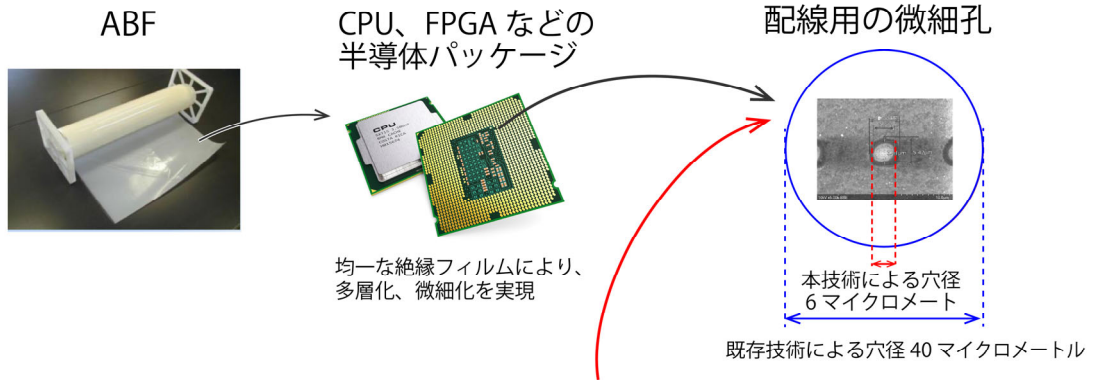 ABF
CPU、FPGA などの
半導体パッケージ
配線用の微細孔
CPU
均一な絶縁フィルムにより、
多層化、微細化を実現
本技術による穴径
6 マイクロメート
既存技術による穴径 40 マイクロメートル